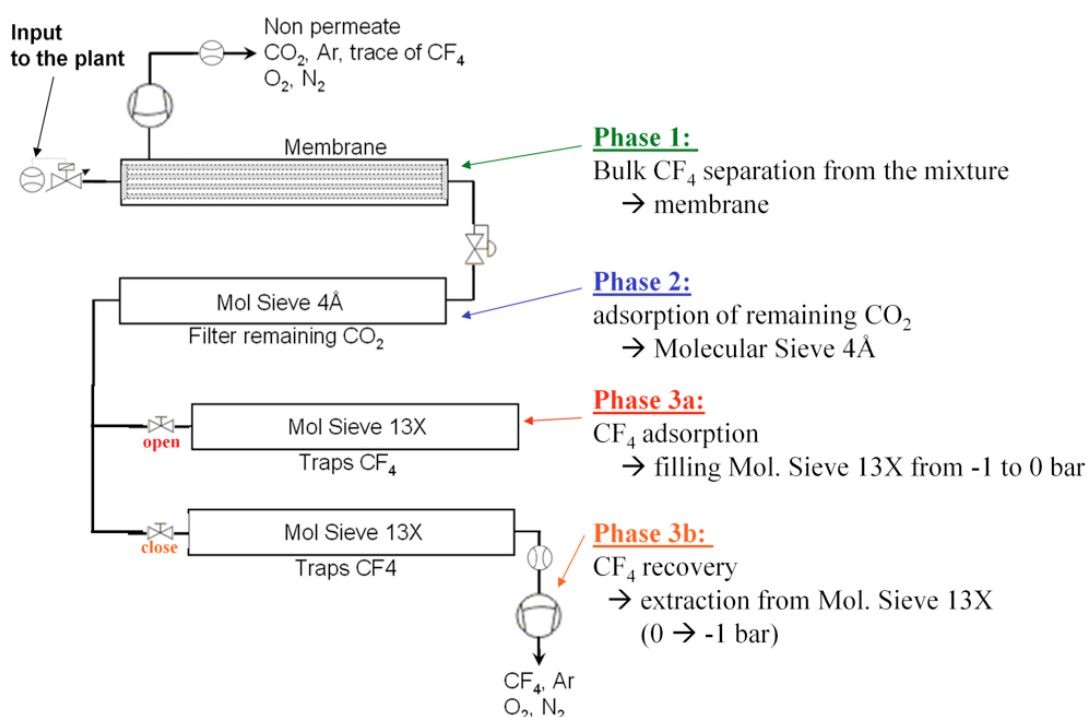 Input
to the plant
Non permeate
CO₂, Ar, trace of CF₄
O₂, N₂
Membrane
Phase 1:
Bulk CF₄ separation from the mixture
→ membrane
Mol Sieve 4Å
Filter remaining CO₂
Phase 2:
adsorption of remaining CO₂
→ Molecular Sieve 4Å
open
Mol Sieve 13X
Traps CF₄
Phase 3a:
CF₄ adsorption
→ filling Mol. Sieve 13X from -1 to 0 bar
close
Mol Sieve 13X
Traps CF4
Phase 3b:
CF₄ recovery
→ extraction from Mol. Sieve 13X
(0 → -1 bar)
CF₄, Ar
O₂, N₂